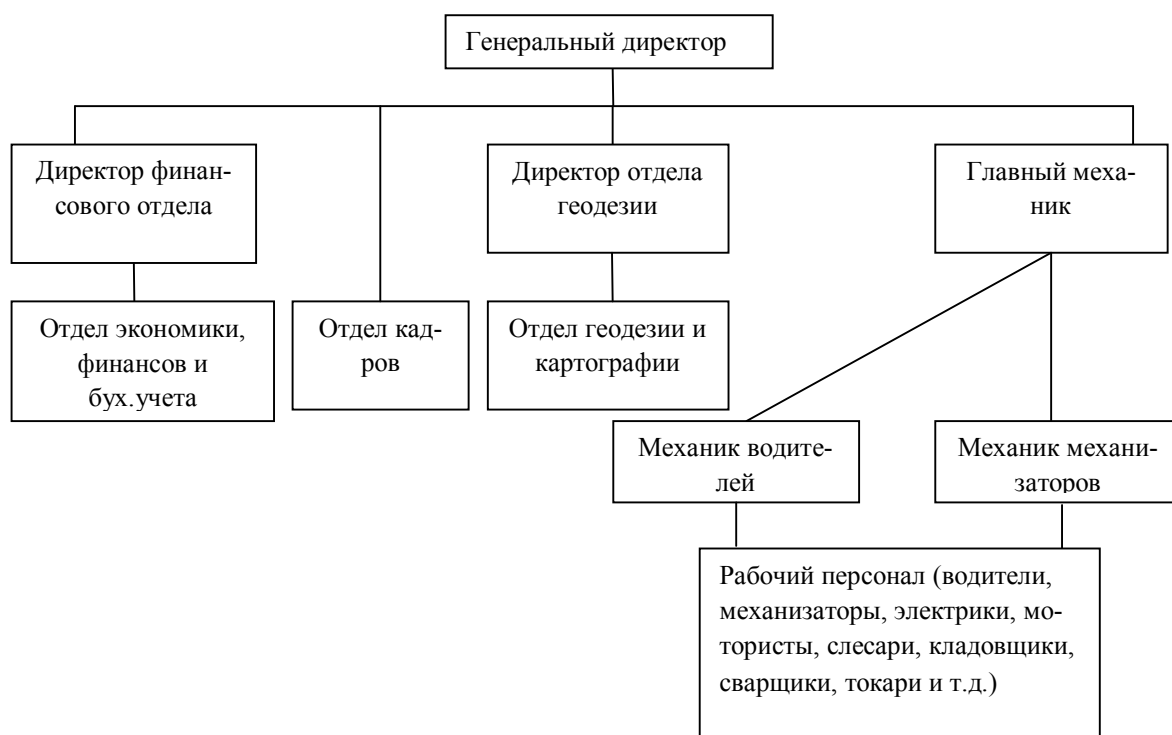 Генеральный директор
Директор финан-
сового отдела
Директор отдела
геодезии
Главный меха-
ник
Отдел экономики,
финансов и
бух.учета
Отдел кад-
ров
Отдел геодезии и
картографии
Механик водите-
лей
Механик механи-
заторов
Рабочий персонал (водители,
механизаторы, электрики, мо-
тористы, слесари, кладовщики,
сварщики, токари и т.д.)